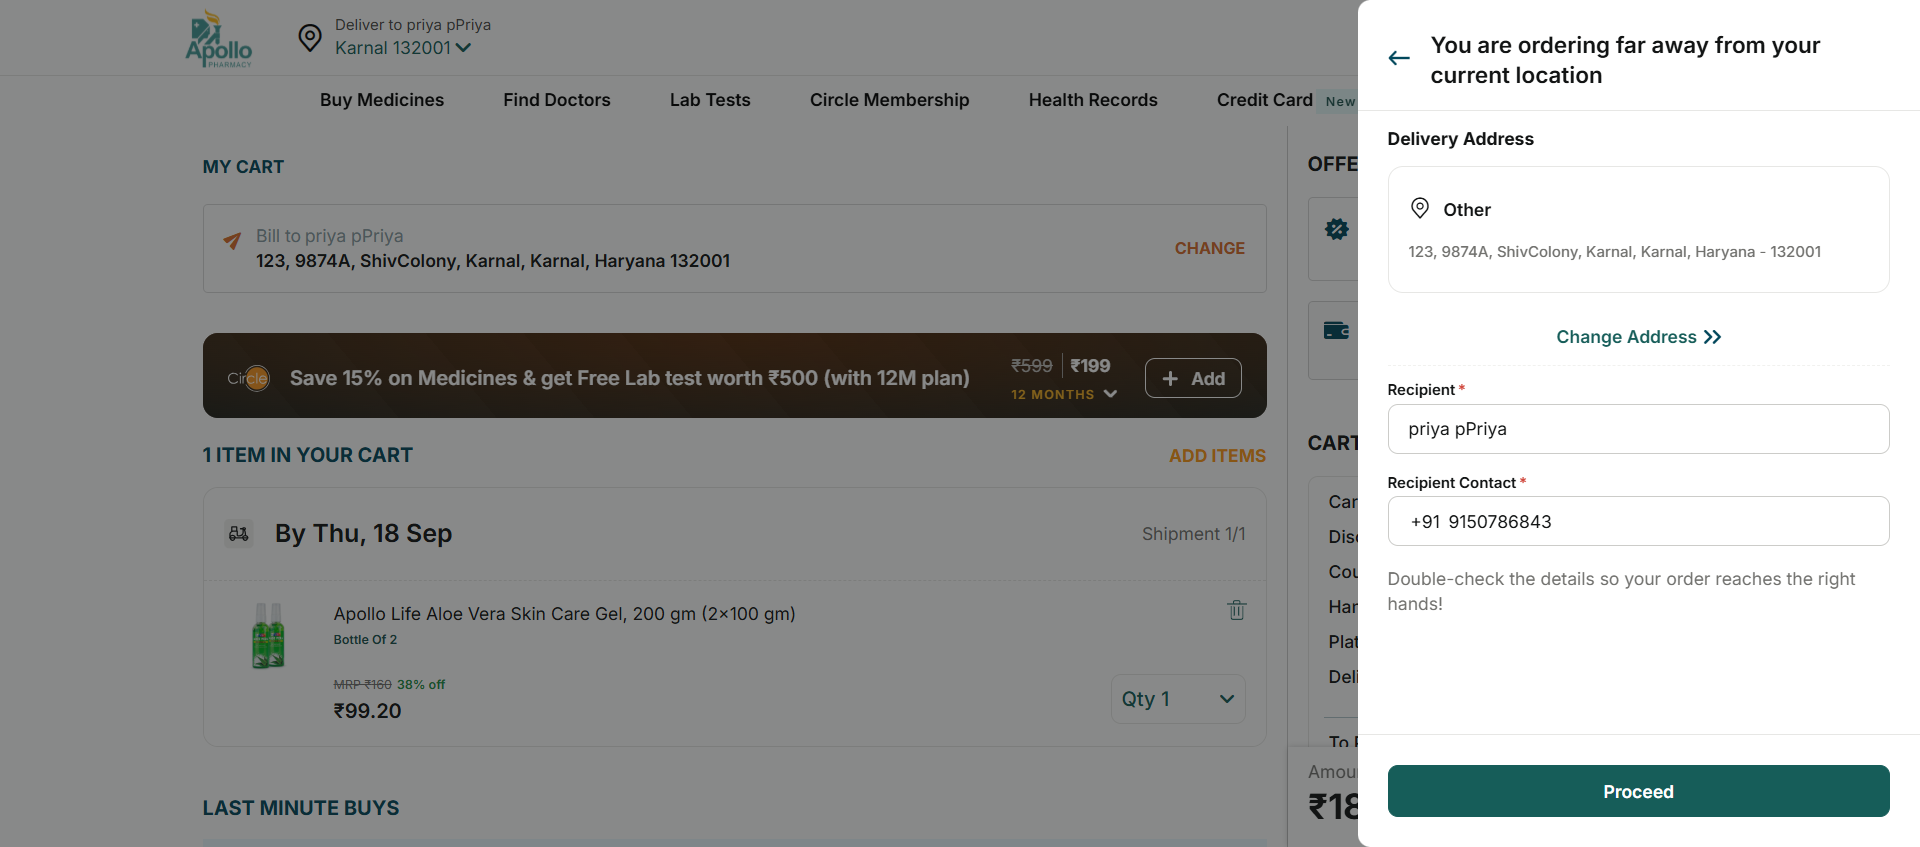 Apollo
PHARMACY
Deliver to priya pPriya
Karnal 132001
Buy Medicines
Find Doctors
Lab Tests
Circle Membership
Health Records
Credit Card
New
MY CART
Bill to priya pPriya
123, 9874A, ShivColony, Karnal, Karnal, Haryana 132001
CHANGE
Circle
Save 15% on Medicines & get Free Lab test worth ₹500 (with 12M plan)
₹599 ₹199
12 MONTHS
+ Add
1 ITEM IN YOUR CART
ADD ITEMS
By Thu, 18 Sep
Shipment 1/1
Apollo Life Aloe Vera Skin Care Gel, 200 gm (2x100 gm)
Bottle Of 2
MRP ₹160 38% off
₹99.20
Qty 1
LAST MINUTE BUYS
OFFE
CART
Car
Disc
Cou
Han
Plat
Deli
To P
Amou
₹18
You are ordering far away from your
current location
Delivery Address
Other
123, 9874A, ShivColony, Karnal, Karnal, Haryana - 132001
Change Address
Recipient *
priya pPriya
Recipient Contact *
+91 9150786843
Double-check the details so your order reaches the right
hands!
Proceed